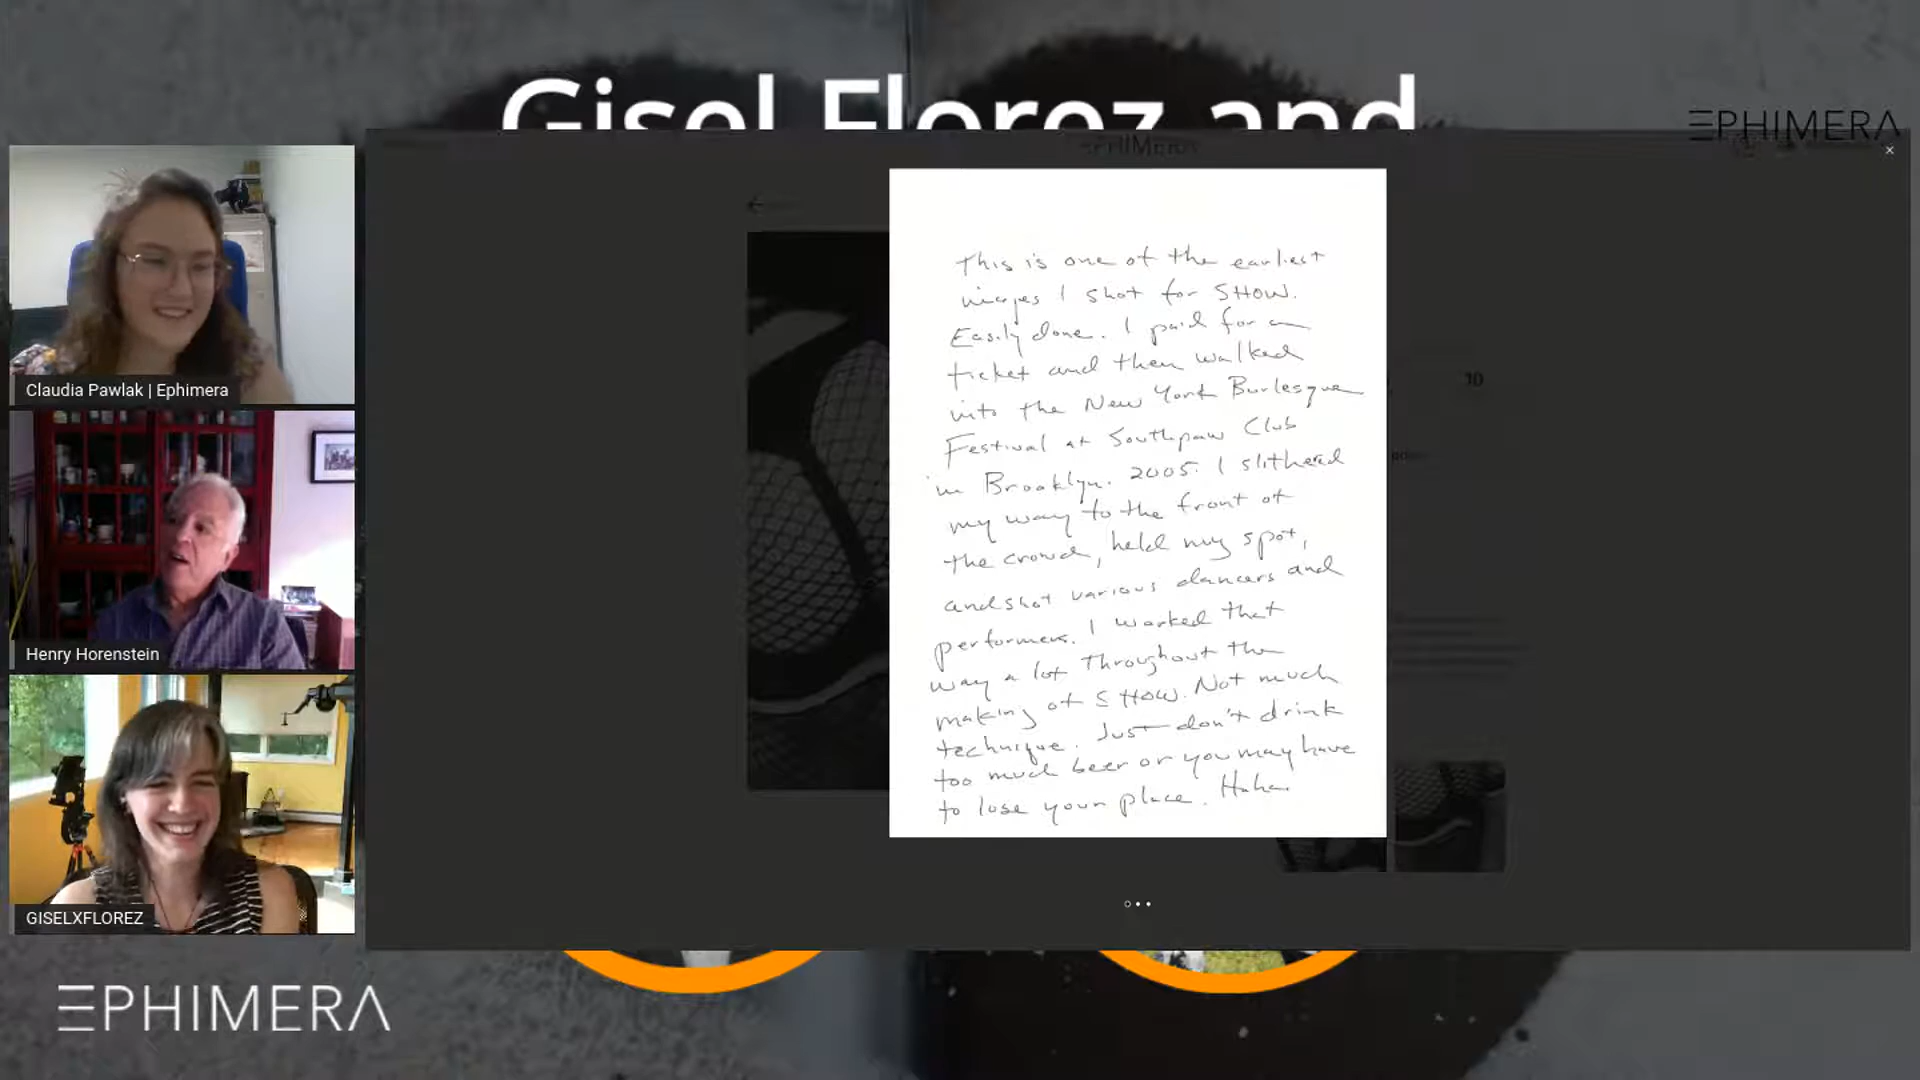 Gisel Florez and
EPHIMERA
EPHIMERA
This is one of the earliest
images I shot for SHOW.
Easily done. I paid for a
ticket and then walked
into the New York Burlesque
Festival at Southpaw Club
in Brooklyn. 2005. I slithered
my way to the front of
the crowd, held my spot,
and shot various dancers and
performers. I worked that
way a lot throughout the
making of SHOW. Not much
technique. Just don't drink
too much beer or you may have
to lose your place. Haha.
10
Claudia Pawlak | Ephimera
Henry Horenstein
GISELXFLOREZ
EPHIMERA